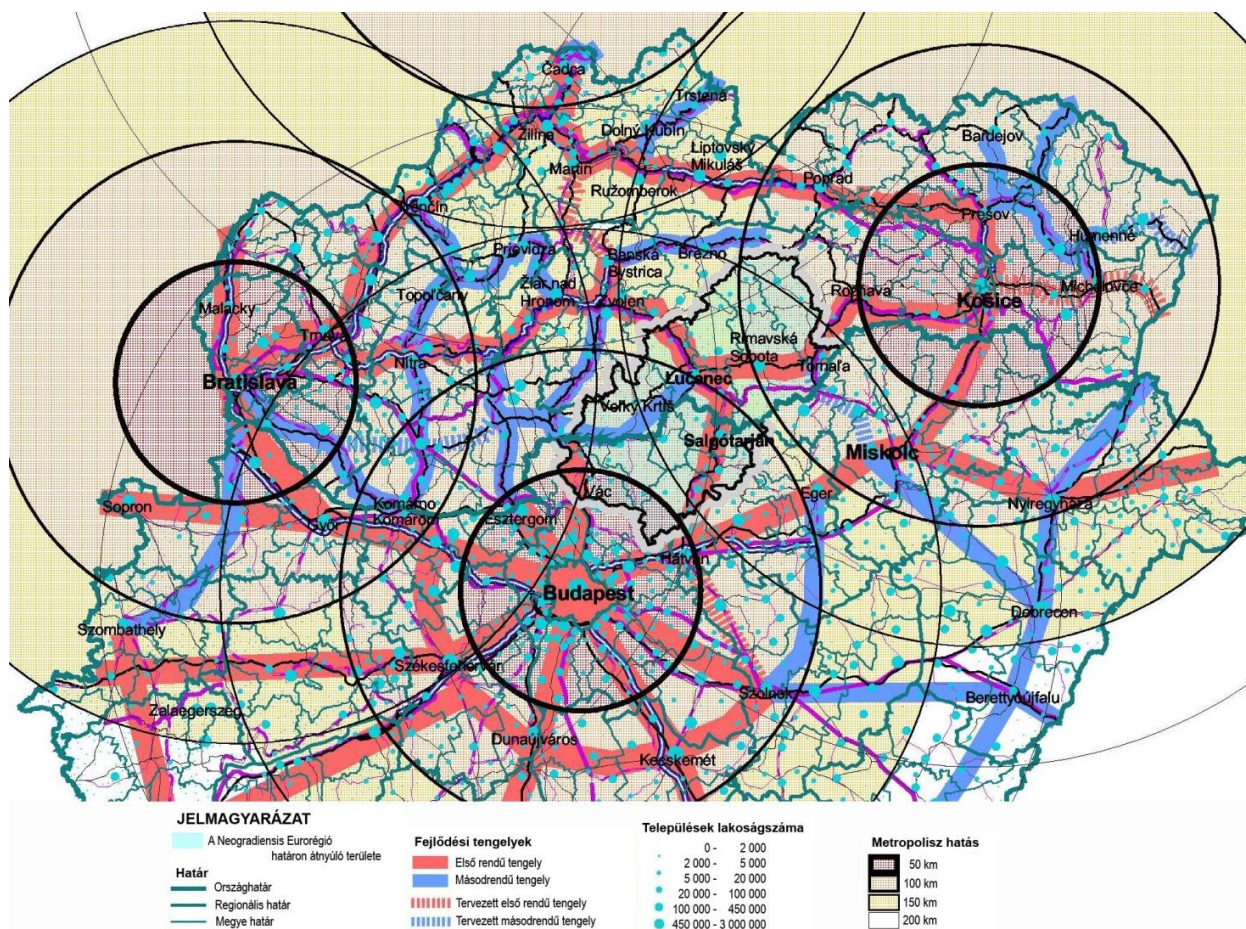 Čadca
Trstená
Žilina
Dolný Kubín
Bardejov
Liptovský
Mikuláš
Martin
Poprad
Ružomberok
Prešov
Trenčín
Humenné
Prievidza
Banská
Bystrica
Brezno
Malacky
Topoľčany
Žiar nad
Hronom
Zvolen
Rožňava
Košice
Michalovce
Trnava
Nitra
Rimavská
Sobota
Bratislava
Lučenec
Tornaľa
Veľký Krtíš
Salgótarján
Miskolc
Vác
Eger
Sopron
Komárno
Komárom
Győr
Esztergom
Nyíregyháza
Hatvan
Budapest
Debrecen
Szombathely
Székesfehérvár
Szolnok
Berettyóújfalu
Zalaegerszeg
Dunaújváros
Kecskemét
JELMAGYARÁZAT
A Neogradiensis Eurorégió
határon átnyúló területe
Határ
Országhatár
Regionális határ
Megye határ
Fejlődési tengelyek
Első rendű tengely
Másodrendű tengely
Tervezett első rendű tengely
Tervezett másodrendű tengely
Települések lakoságszáma
0 - 2 000
2 000 - 5 000
5 000 - 20 000
20 000 - 100 000
100 000 - 450 000
450 000 - 3 000 000
Metropolisz hatás
50 km
100 km
150 km
200 km